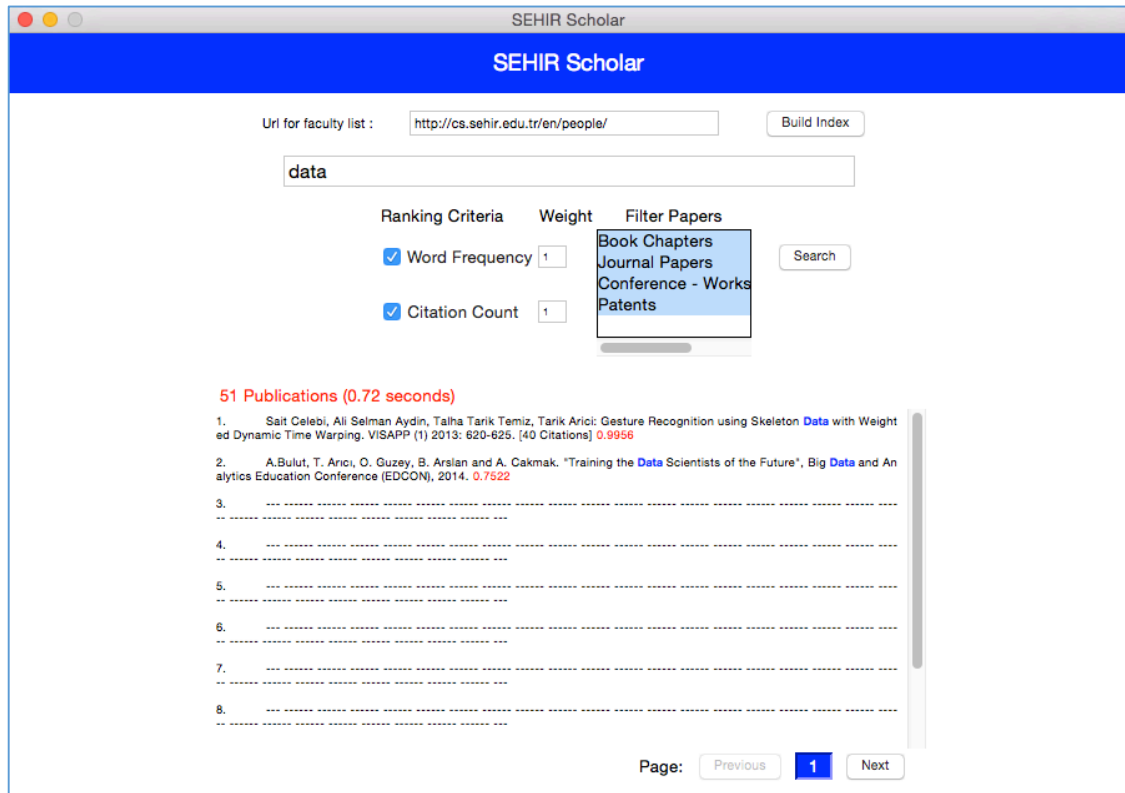 SEHIR Scholar
SEHIR Scholar
Url for faculty list : http://cs.sehir.edu.tr/en/people/ Build Index
data
Ranking Criteria Weight Filter Papers
Word Frequency 1
Book Chapters
Journal Papers
Conference - Works
Patents
Search
Citation Count 1
51 Publications (0.72 seconds)
1. Sait Celebi, Ali Selman Aydin, Talha Tarik Temiz, Tarik Arici: Gesture Recognition using Skeleton Data with Weight
ed Dynamic Time Warping. VISAPP (1) 2013: 620-625. [40 Citations] 0.9956
2. A.Bulut, T. Arıcı, O. Guzey, B. Arslan and A. Cakmak. "Training the Data Scientists of the Future", Big Data and An
alytics Education Conference (EDCON), 2014. 0.7522
3. --- ------ ------ ------ ------ ------ ------ ------ ------ ------ ------ ------ ------ ------ ------ ------ ------ ------ ------ ----
-- ------ ------ ------ ------ ------ ------ ------ ---
4. --- ------ ------ ------ ------ ------ ------ ------ ------ ------ ------ ------ ------ ------ ------ ------ ------ ------ ------ ----
-- ------ ------ ------ ------ ------ ------ ------ ---
5. --- ------ ------ ------ ------ ------ ------ ------ ------ ------ ------ ------ ------ ------ ------ ------ ------ ------ ------ ----
-- ------ ------ ------ ------ ------ ------ ------ ---
6. --- ------ ------ ------ ------ ------ ------ ------ ------ ------ ------ ------ ------ ------ ------ ------ ------ ------ ------ ----
-- ------ ------ ------ ------ ------ ------ ------ ---
7. --- ------ ------ ------ ------ ------ ------ ------ ------ ------ ------ ------ ------ ------ ------ ------ ------ ------ ------ ----
-- ------ ------ ------ ------ ------ ------ ------ ---
8. --- ------ ------ ------ ------ ------ ------ ------ ------ ------ ------ ------ ------ ------ ------ ------ ------ ------ ------ ----
-- ------ ------ ------ ------ ------ ------ ------ ---
Page: Previous 1 Next